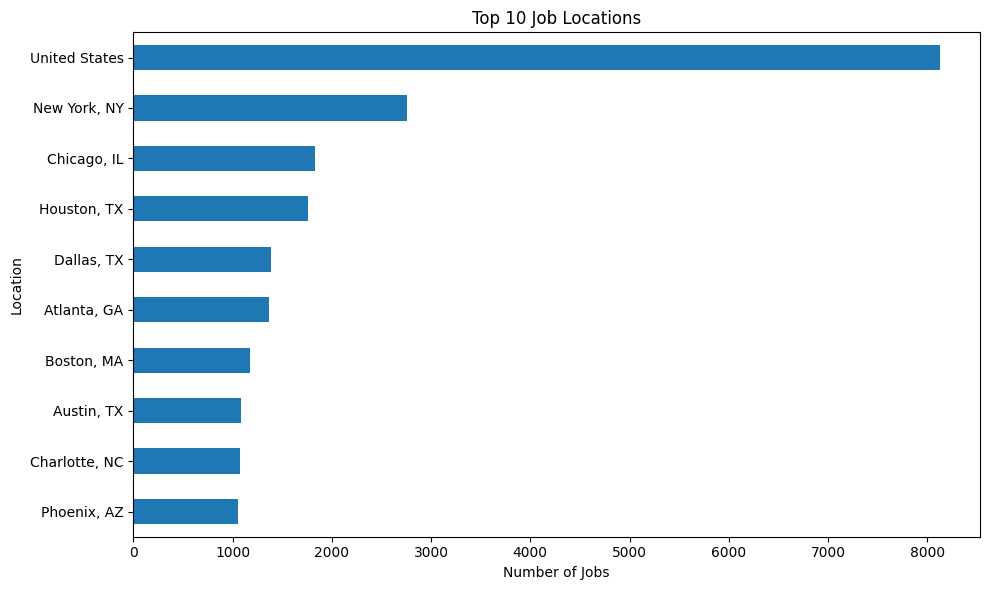 Top 10 Job Locations
United States
New York, NY
Chicago, IL
Houston, TX
Dallas, TX
Atlanta, GA
Boston, MA
Austin, TX
Charlotte, NC
Phoenix, AZ
Location
0 1000 2000 3000 4000 5000 6000 7000 8000
Number of Jobs